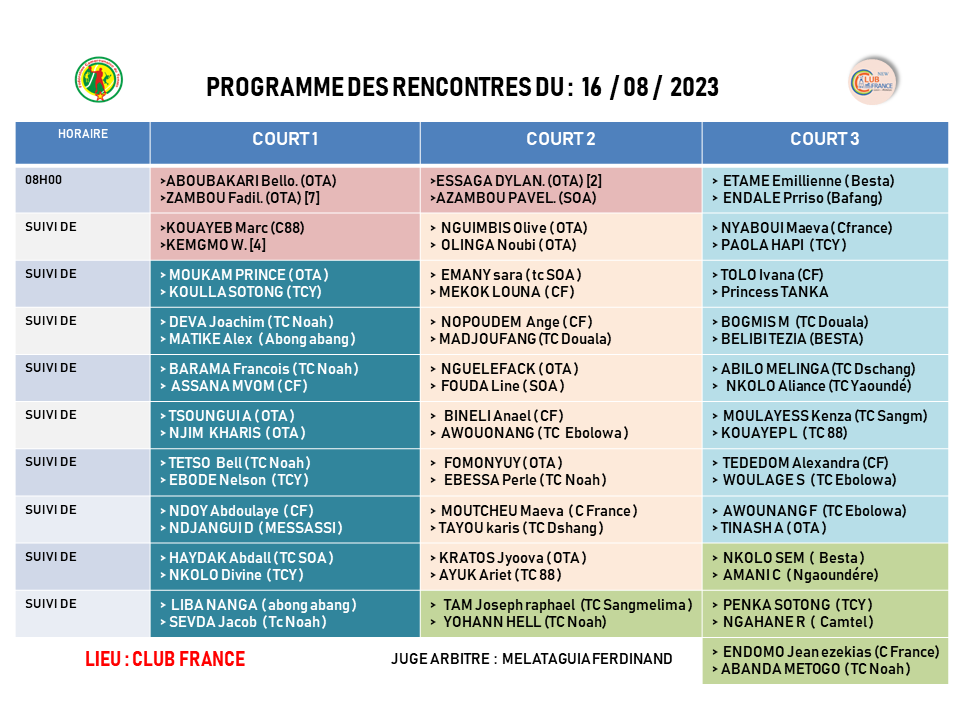 PROGRAMME DES RENCONTRES DU : 16 / 08 / 2023
CLUB
FRANCE
HORAIRE
COURT 1
COURT 2
COURT 3
08H00
>ABOUBAKARI Bello. (OTA)
>ZAMBOU Fadil. (OTA) [7]
>ESSAGA DYLAN. (OTA) [2]
>AZAMBOU PAVEL. (SOA)
> ETAME Emillienne ( Besta)
> ENDALE Prriso (Bafang)
SUIVI DE
>KOUAYEB Marc (C88)
>KEMGMO W. [4]
> NGUIMBIS Olive ( OTA)
> OLINGA Noubi ( OTA)
> NYABOUI Maeva ( Cfrance)
> PAOLA HAPI ( TCY )
SUIVI DE
> MOUKAM PRINCE ( OTA )
> KOULLA SOTONG ( TCY)
> EMANY sara ( tc SOA )
> MEKOK LOUNA ( CF)
> TOLO Ivana (CF)
> Princess TANKA
SUIVI DE
> DEVA Joachim ( TC Noah )
> MATIKE Alex ( Abong abang )
> NOPOUDEM Ange ( CF )
> MADJOUFANG (TC Douala)
> BOGMIS M (TC Douala)
> BELIBI TEZIA (BESTA)
SUIVI DE
> BARAMA Francois ( TC Noah )
> ASSANA MVOM ( CF )
> NGUELEFACK ( OTA )
> FOUDA Line ( SOA )
> ABILO MELINGA (TC Dschang)
> NKOLO Aliance (TC Yaoundé)
SUIVI DE
> TSOUNGUI A ( OTA )
> NJIM KHARIS ( OTA )
> BINELI Anael ( CF)
> AWOUONANG ( TC Ebolowa )
> MOULAYESS Kenza (TC Sangm)
> KOUAYEP L ( TC 88)
SUIVI DE
> TETSO Bell ( TC Noah )
> EBODE Nelson ( TCY )
> FOMONYUY ( OTA )
> EBESSA Perle ( TC Noah )
> TEDEDOM Alexandra (CF)
> WOULAGE S ( TC Ebolowa)
SUIVI DE
> NDOY Abdoulaye ( CF )
> NDJANGUI D ( MESSASSI )
> MOUTCHEU Maeva ( C France )
> TAYOU karis ( TC Dshang )
> AWOUNANG F (TC Ebolowa)
> TINASH A ( OTA )
SUIVI DE
> HAYDAK Abdall ( TC SOA )
> NKOLO Divine ( TCY )
> KRATOS Jyoova ( OTA )
> AYUK Ariet ( TC 88 )
> NKOLO SEM ( Besta )
> AMANI C ( Ngaoundére)
SUIVI DE
> LIBA NANGA ( abong abang )
> SEVDA Jacob ( Tc Noah )
> TAM Joseph raphael ( TC Sangmelima )
> YOHANN HELL ( TC Noah)
> PENKA SOTONG ( TCY )
> NGAHANE R ( Camtel )
> ENDOMO Jean ezekias ( C France)
> ABANDA METOGO ( TC Noah )
LIEU : CLUB FRANCE
JUGE ARBITRE : MELATAGUIA FERDINAND